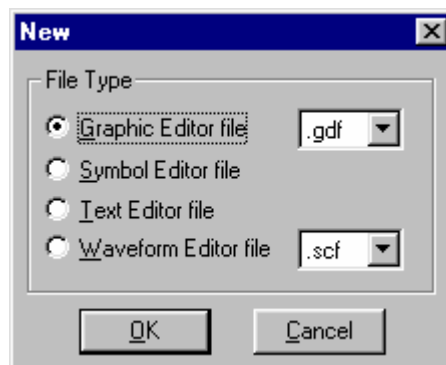 New
File Type
Graphic Editor file .gdf
Symbol Editor file
Text Editor file
Waveform Editor file .scf
OK Cancel